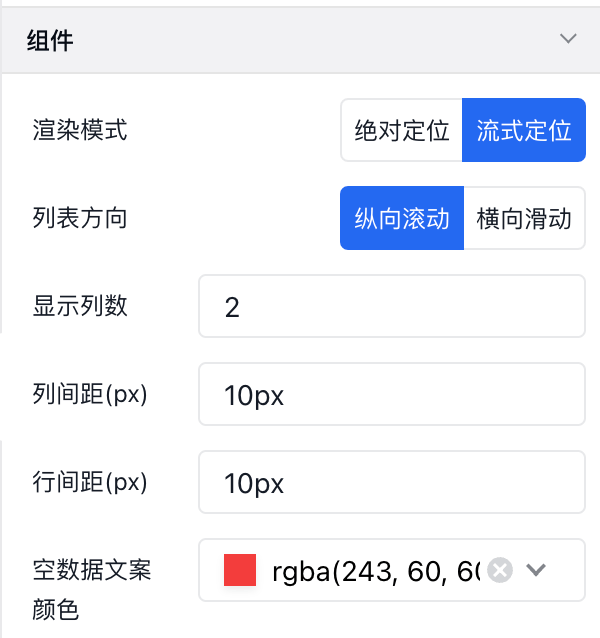 组件
渲染模式 绝对定位 流式定位
列表方向 纵向滚动 横向滑动
显示列数 2
列间距(px) 10px
行间距(px) 10px
空数据文案 rgba(243, 60, 6
颜色